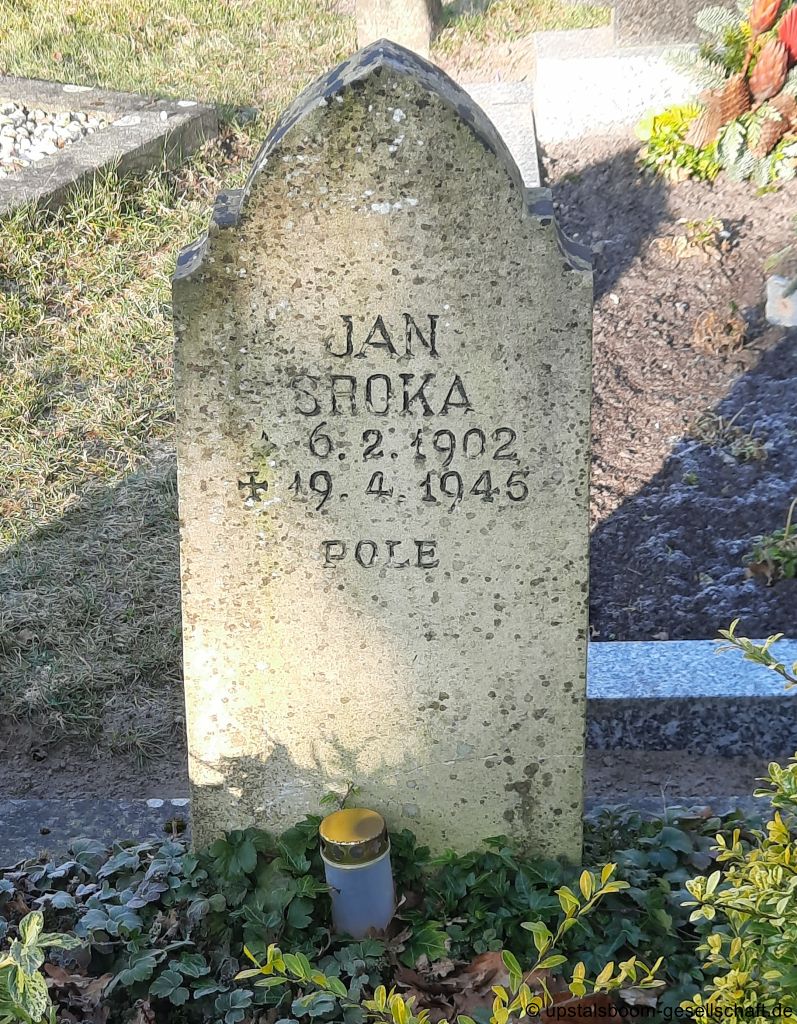 JAN
SROKA
* 6.2.1902
✝ 19.4.1945
POLE
© upstalsboom-gesellschaft.de